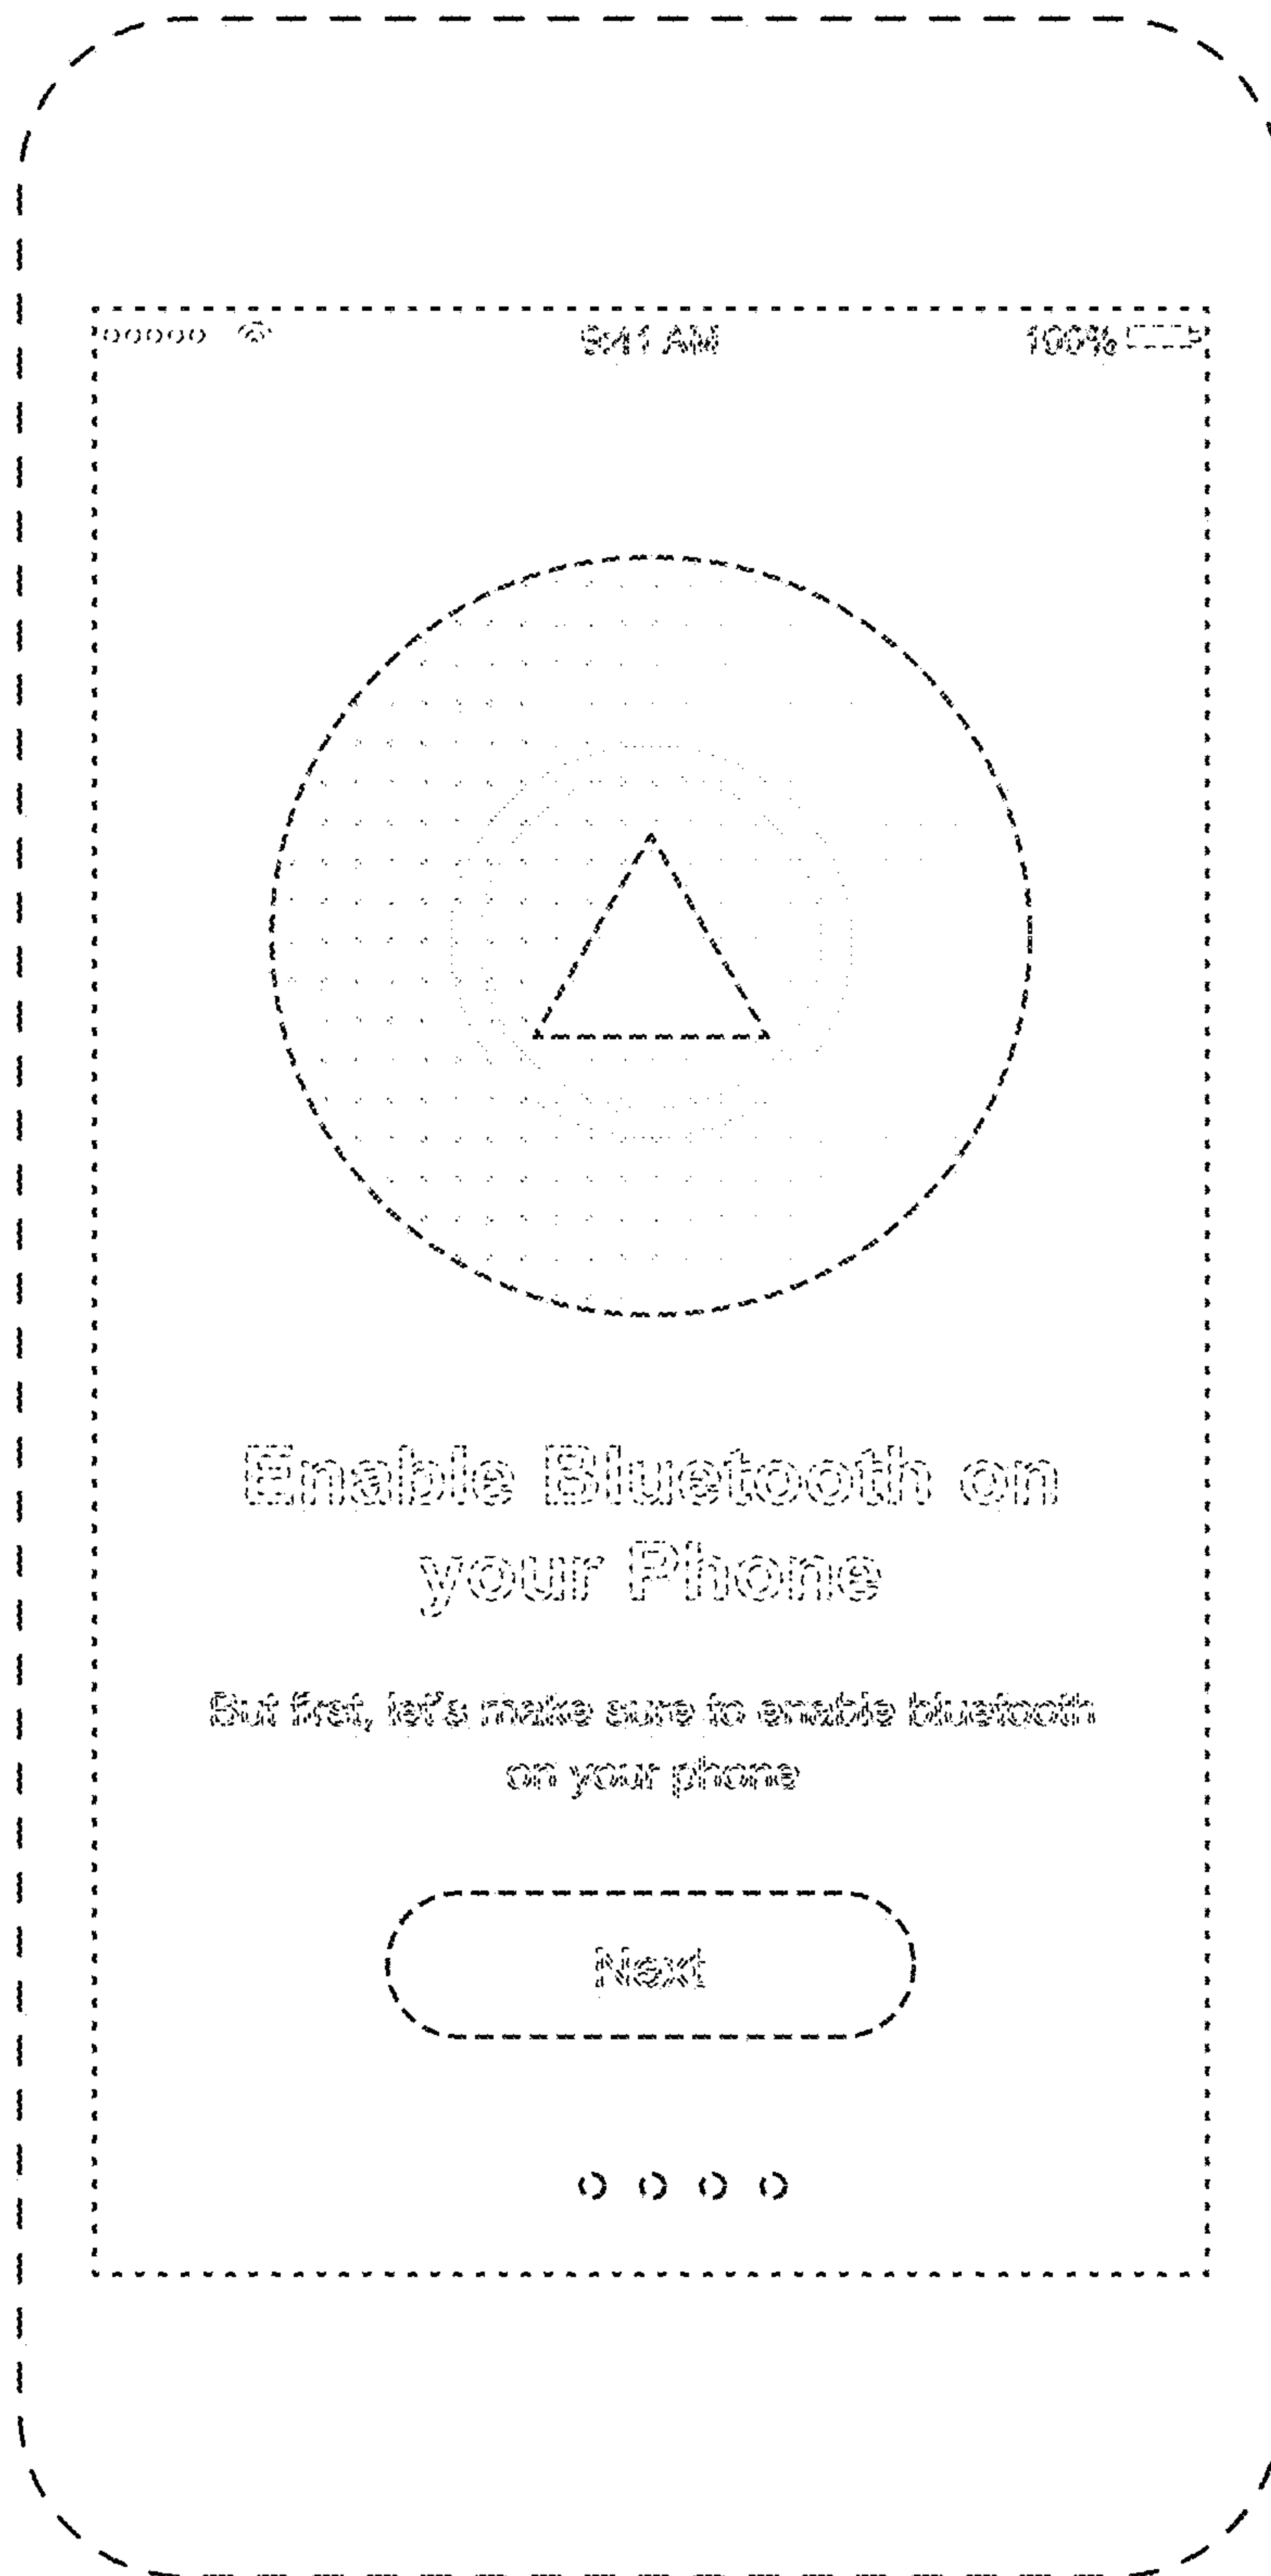 9:41 AM 100%
Enable Bluetooth on
your Phone
But first, let's make sure to enable bluetooth
on your phone
Next